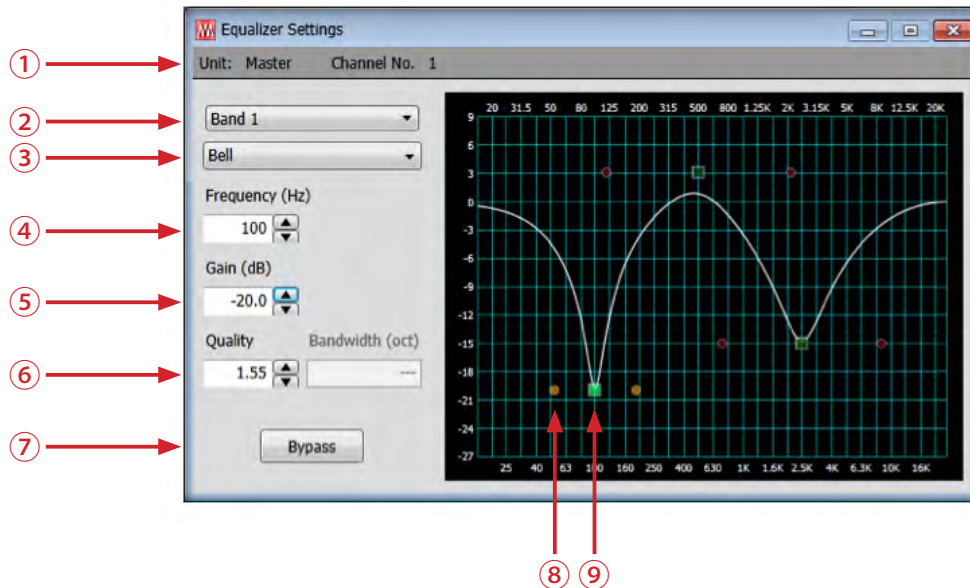 Equalizer Settings
① Unit: Master Channel No. 1
② Band 1
③ Bell
Frequency (Hz)
④ 100
Gain (dB)
⑤ -20.0
Quality Bandwidth (oct)
⑥ 1.55 ---
⑦ Bypass
20 31.5 50 80 125 200 315 500 800 1.25K 2K 3.15K 5K 8K 12.5K 20K
9
6
3
0
-3
-6
-9
-12
-15
-18
-21
-24
-27
25 40 63 100 160 250 400 630 1K 1.6K 2.5K 4K 6.3K 10K 16K
⑧ ⑨